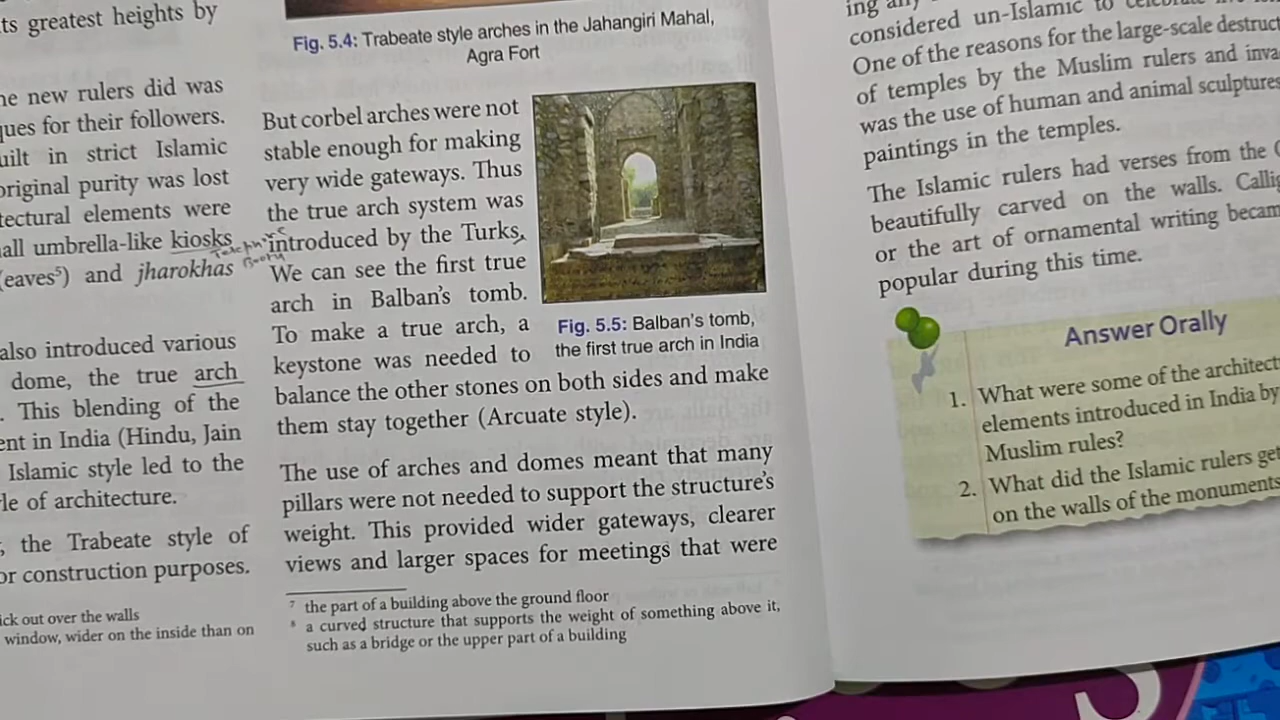 ts greatest heights by
he new rulers did was
ques for their followers.
uilt in strict Islamic
original purity was lost
tectural elements were
all umbrella-like kiosks
(eaves⁵) and jharokhas
also introduced various
dome, the true arch
. This blending of the
ent in India (Hindu, Jain
Islamic style led to the
le of architecture.
, the Trabeate style of
or construction purposes.
ick out over the walls
window, wider on the inside than on
Fig. 5.4: Trabeate style arches in the Jahangiri Mahal,
Agra Fort
But corbel arches were not
stable enough for making
very wide gateways. Thus
the true arch system was
introduced by the Turks.
We can see the first true
arch in Balban's tomb.
To make a true arch, a
keystone was needed to
balance the other stones on both sides and make
them stay together (Arcuate style).
Fig. 5.5: Balban's tomb,
the first true arch in India
The use of arches and domes meant that many
pillars were not needed to support the structure's
weight. This provided wider gateways, clearer
views and larger spaces for meetings that were
⁷ the part of a building above the ground floor
⁸ a curved structure that supports the weight of something above it,
such as a bridge or the upper part of a building
ing any
considered un-Islamic to
One of the reasons for the large-scale destruct
of temples by the Muslim rulers and inva
was the use of human and animal sculptures
paintings in the temples.
The Islamic rulers had verses from the
beautifully carved on the walls. Callig
or the art of ornamental writing becam
popular during this time.
Answer Orally
1. What were some of the architect
elements introduced in India by
Muslim rules?
2. What did the Islamic rulers get
on the walls of the monuments